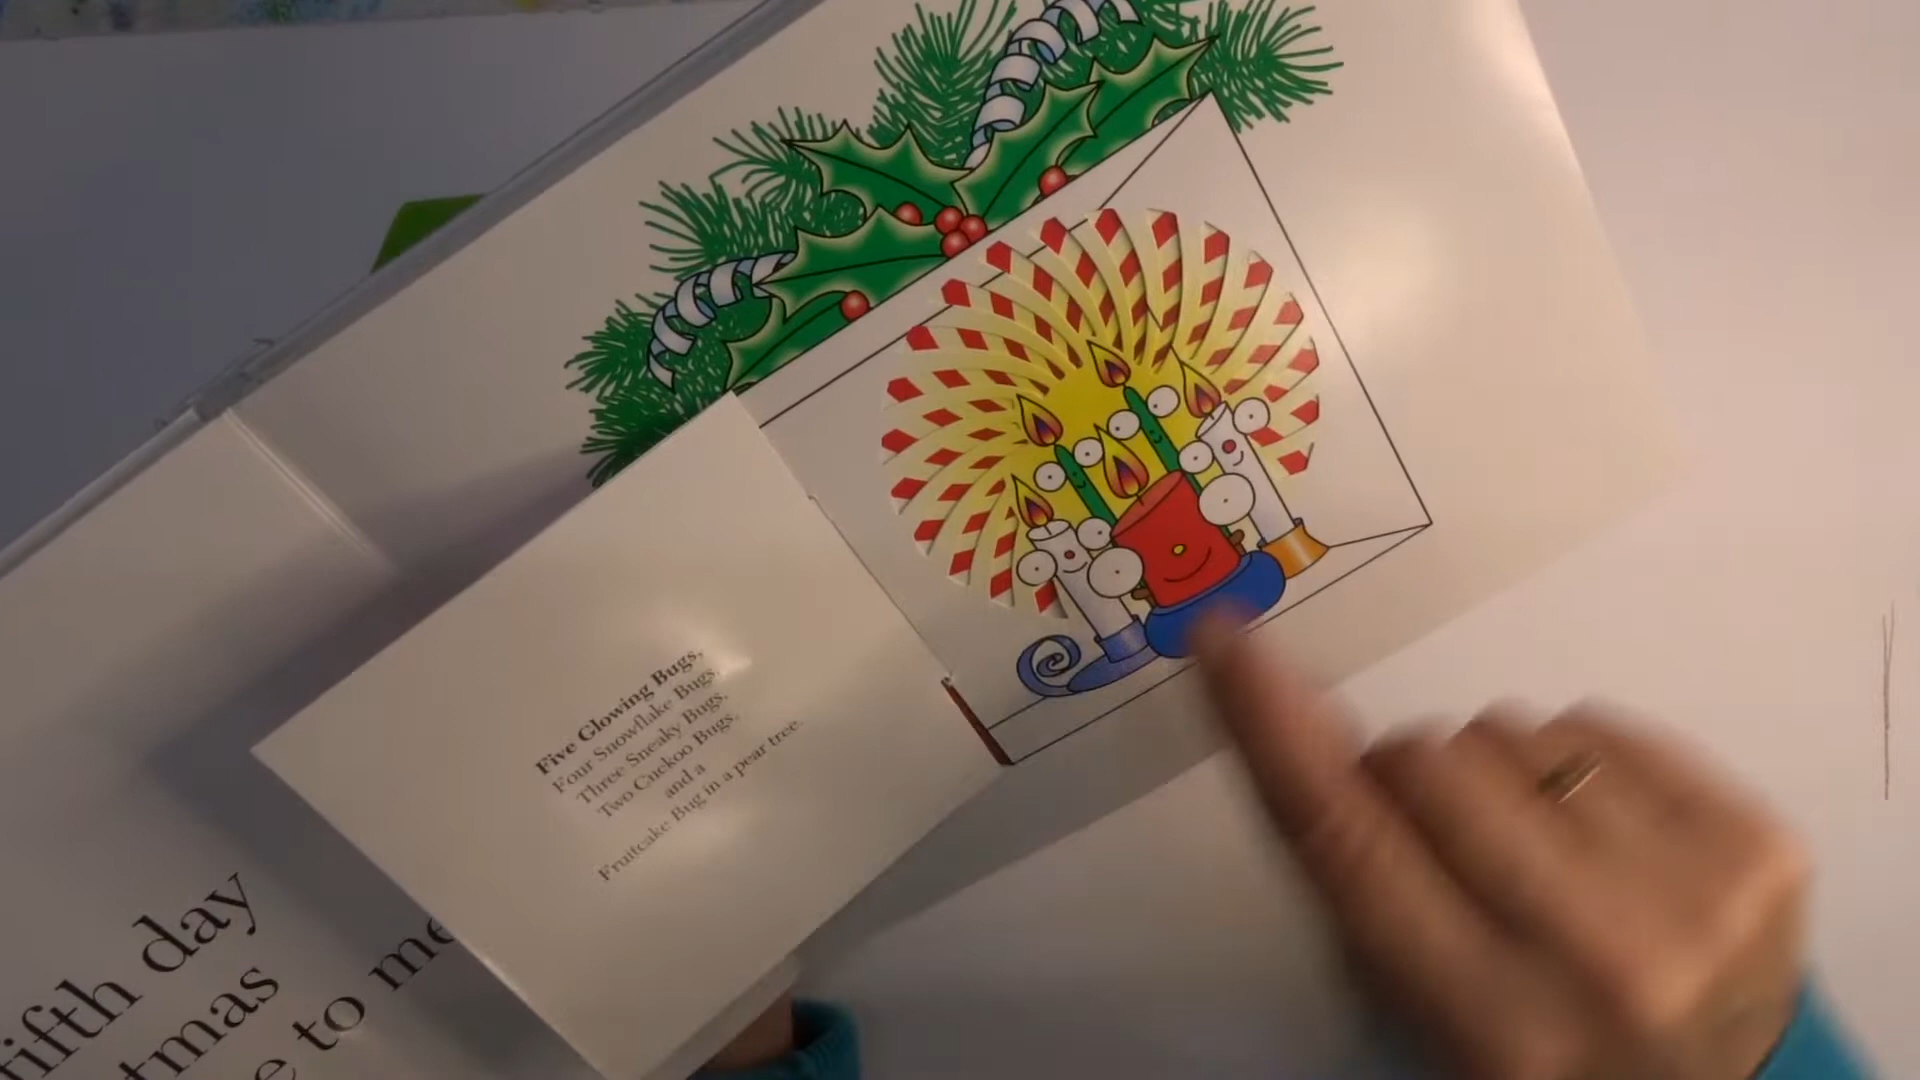 fifth day
tmas
e to me
Five Glowing Bugs,
Four Snowflake Bugs,
Three Sneaky Bugs,
Two Cuckoo Bugs,
and a
Fruitcake Bug in a pear tree.